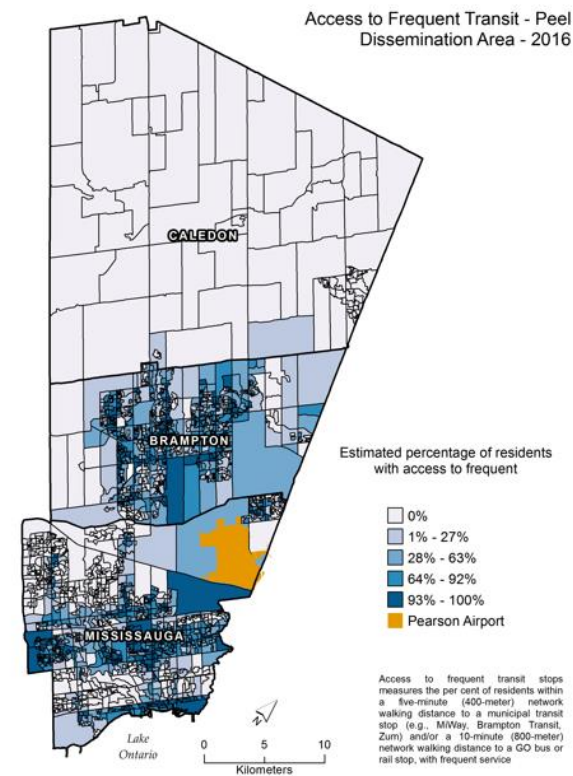 Access to Frequent Transit - Peel
Dissemination Area - 2016
CALEDON
BRAMPTON
Estimated percentage of residents
with access to frequent
0%
1% - 27%
28% - 63%
64% - 92%
93% - 100%
Pearson Airport
MISSISSAUGA
Access to frequent transit stops
measures the per cent of residents within
a five-minute (400-meter) network
walking distance to a municipal transit
stop (e.g., MiWay, Brampton Transit,
Zum) and/or a 10-minute (800-meter)
network walking distance to a GO bus or
rail stop, with frequent service
N
Lake
Ontario
0 5 10
Kilometers